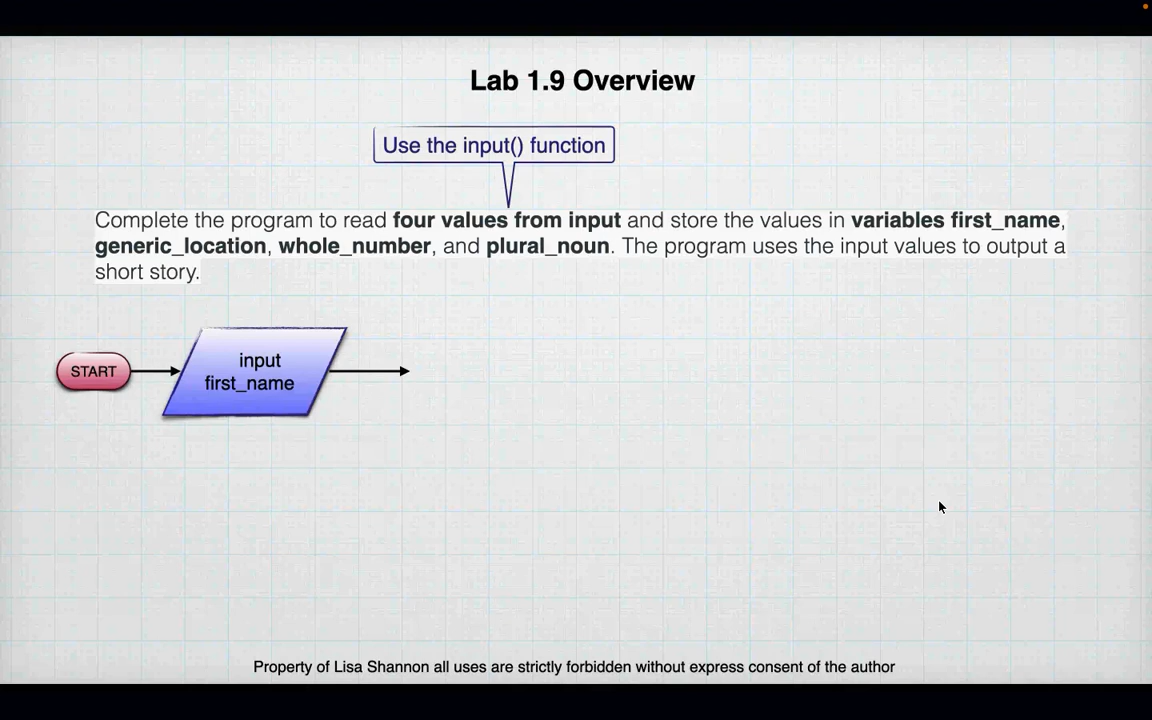 Lab 1.9 Overview
Use the input() function
Complete the program to read four values from input and store the values in variables first_name,
generic_location, whole_number, and plural_noun. The program uses the input values to output a
short story.
START
input
first_name
Property of Lisa Shannon all uses are strictly forbidden without express consent of the author